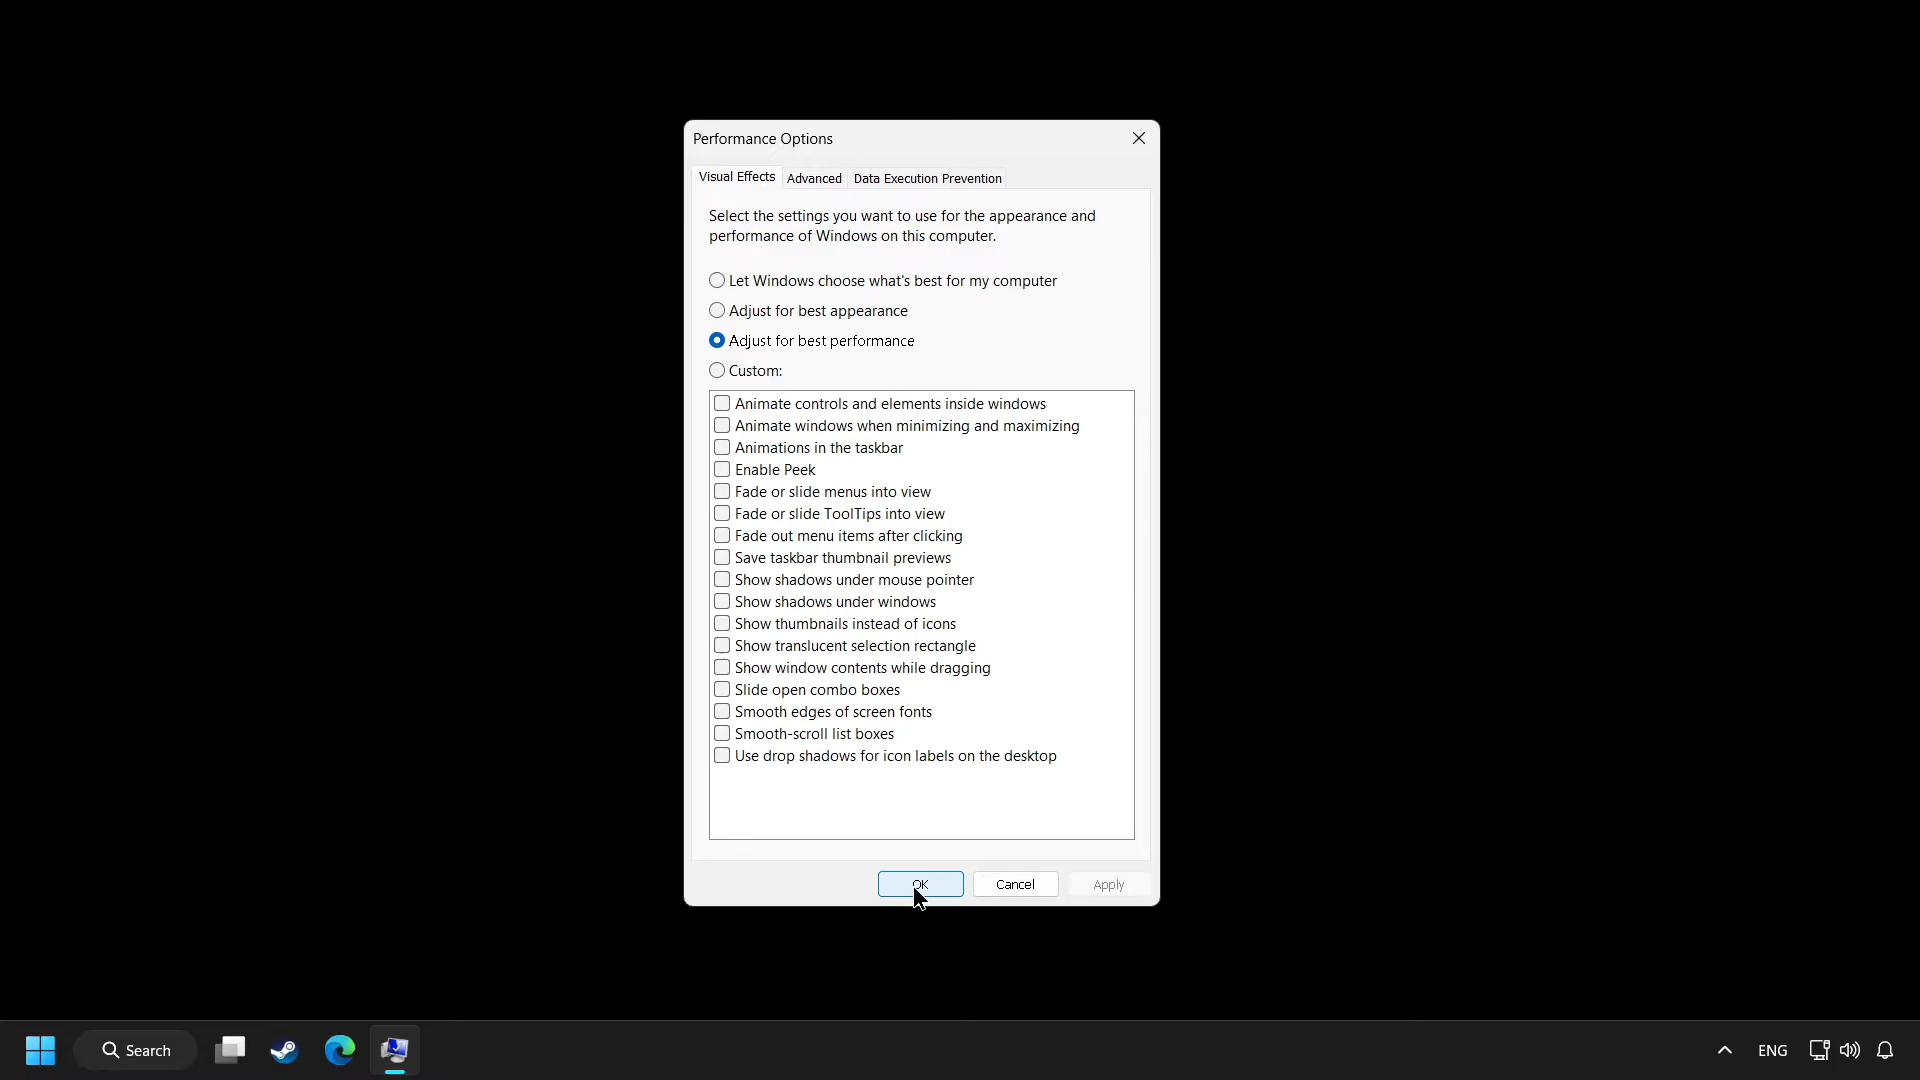 Performance Options
Visual Effects
Advanced
Data Execution Prevention
Select the settings you want to use for the appearance and
performance of Windows on this computer.
Let Windows choose what's best for my computer
Adjust for best appearance
Adjust for best performance
Custom:
Animate controls and elements inside windows
Animate windows when minimizing and maximizing
Animations in the taskbar
Enable Peek
Fade or slide menus into view
Fade or slide ToolTips into view
Fade out menu items after clicking
Save taskbar thumbnail previews
Show shadows under mouse pointer
Show shadows under windows
Show thumbnails instead of icons
Show translucent selection rectangle
Show window contents while dragging
Slide open combo boxes
Smooth edges of screen fonts
Smooth-scroll list boxes
Use drop shadows for icon labels on the desktop
OK
Cancel
Apply
Search
ENG